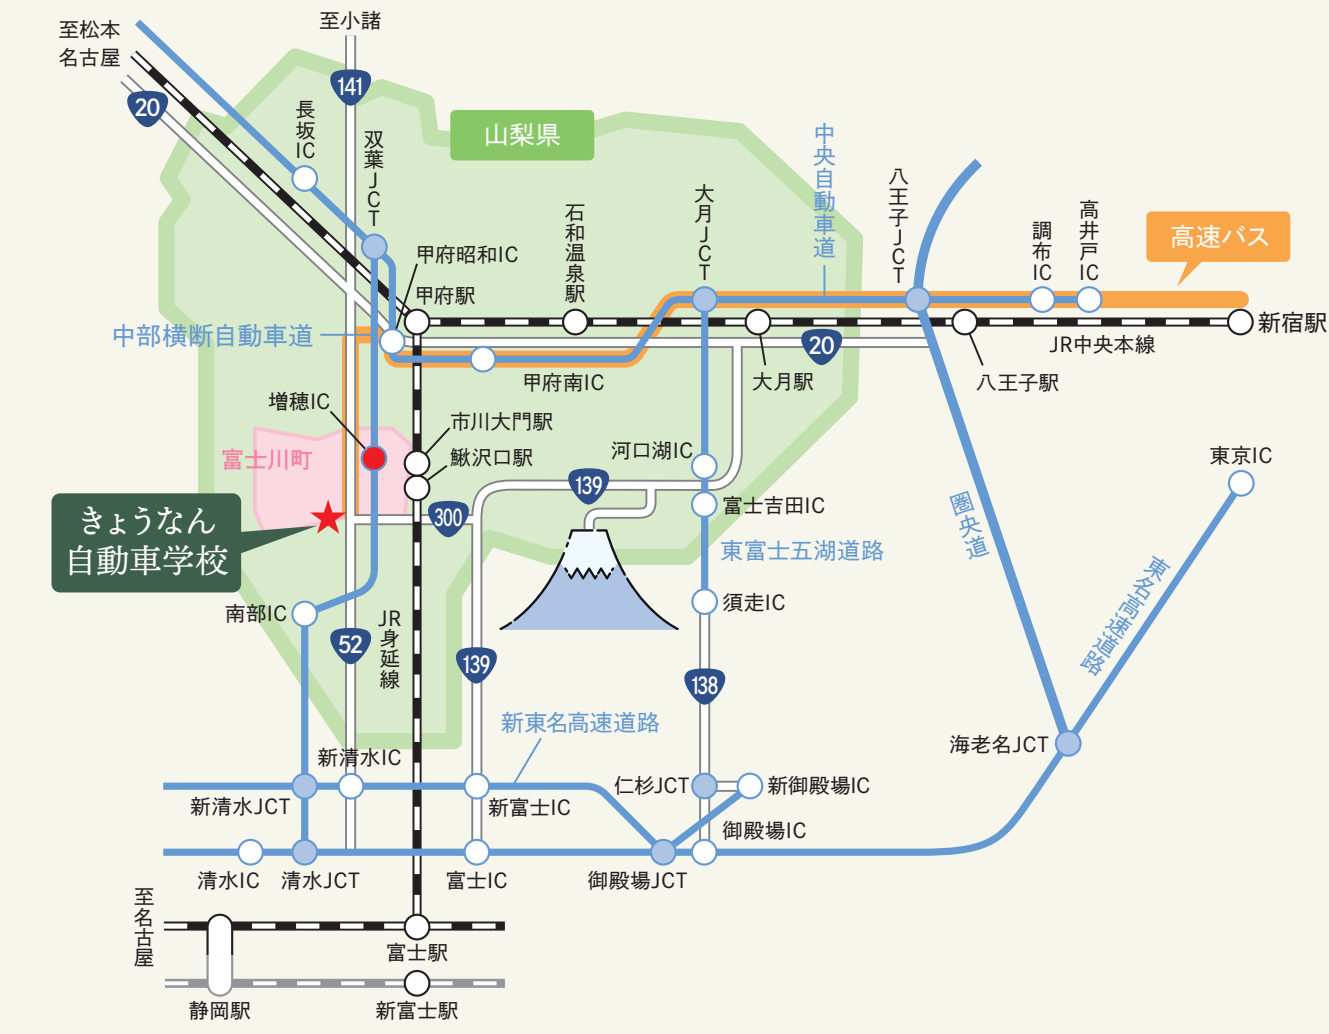 至松本
名古屋
至小諸
141
20
長坂IC
双葉JCT
山梨県
中央自動車道
大月JCT
八王子JCT
石和温泉駅
調布IC
高井戸IC
高速バス
甲府昭和IC
甲府駅
中部横断自動車道
新宿駅
20
JR中央本線
甲府南IC
大月駅
八王子駅
増穂IC
市川大門駅
富士川町
鰍沢口駅
河口湖IC
東京IC
139
300
富士吉田IC
きょうなん
自動車学校
圏央道
東富士五湖道路
東名高速道路
南部IC
須走IC
JR身延線
52
139
138
新東名高速道路
海老名JCT
新清水IC
新清水JCT
新富士IC
仁杉JCT
新御殿場IC
御殿場IC
清水IC
清水JCT
富士IC
御殿場JCT
至名古屋
富士駅
静岡駅
新富士駅